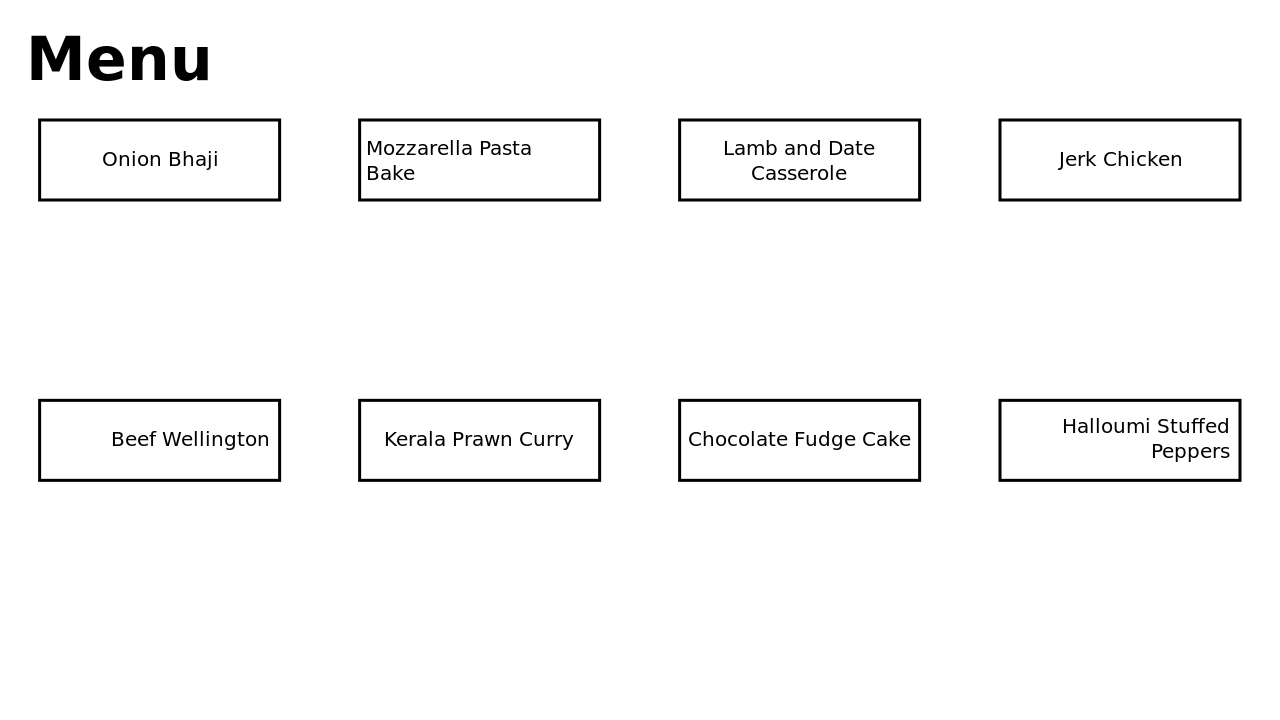 Menu
Onion Bhaji
Mozzarella Pasta
Bake
Lamb and Date
Casserole
Jerk Chicken
Beef Wellington
Kerala Prawn Curry
Chocolate Fudge Cake
Halloumi Stuffed
Peppers